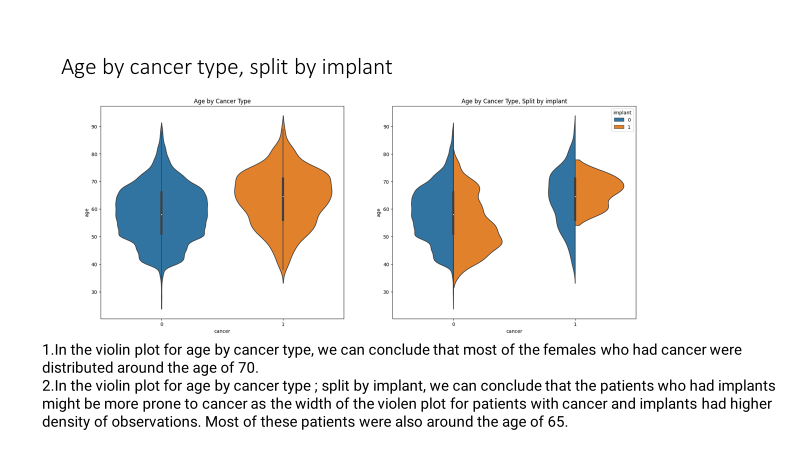 Age by cancer type, split by implant
Age by Cancer Type
90
80
70
60
50
40
30
age
0
1
cancer
Age by Cancer Type, Split by implant
implant
0
1
90
80
70
60
50
40
30
age
0
1
cancer
1.In the violin plot for age by cancer type, we can conclude that most of the females who had cancer were
distributed around the age of 70.
2.In the violin plot for age by cancer type ; split by implant, we can conclude that the patients who had implants
might be more prone to cancer as the width of the violen plot for patients with cancer and implants had higher
density of observations. Most of these patients were also around the age of 65.